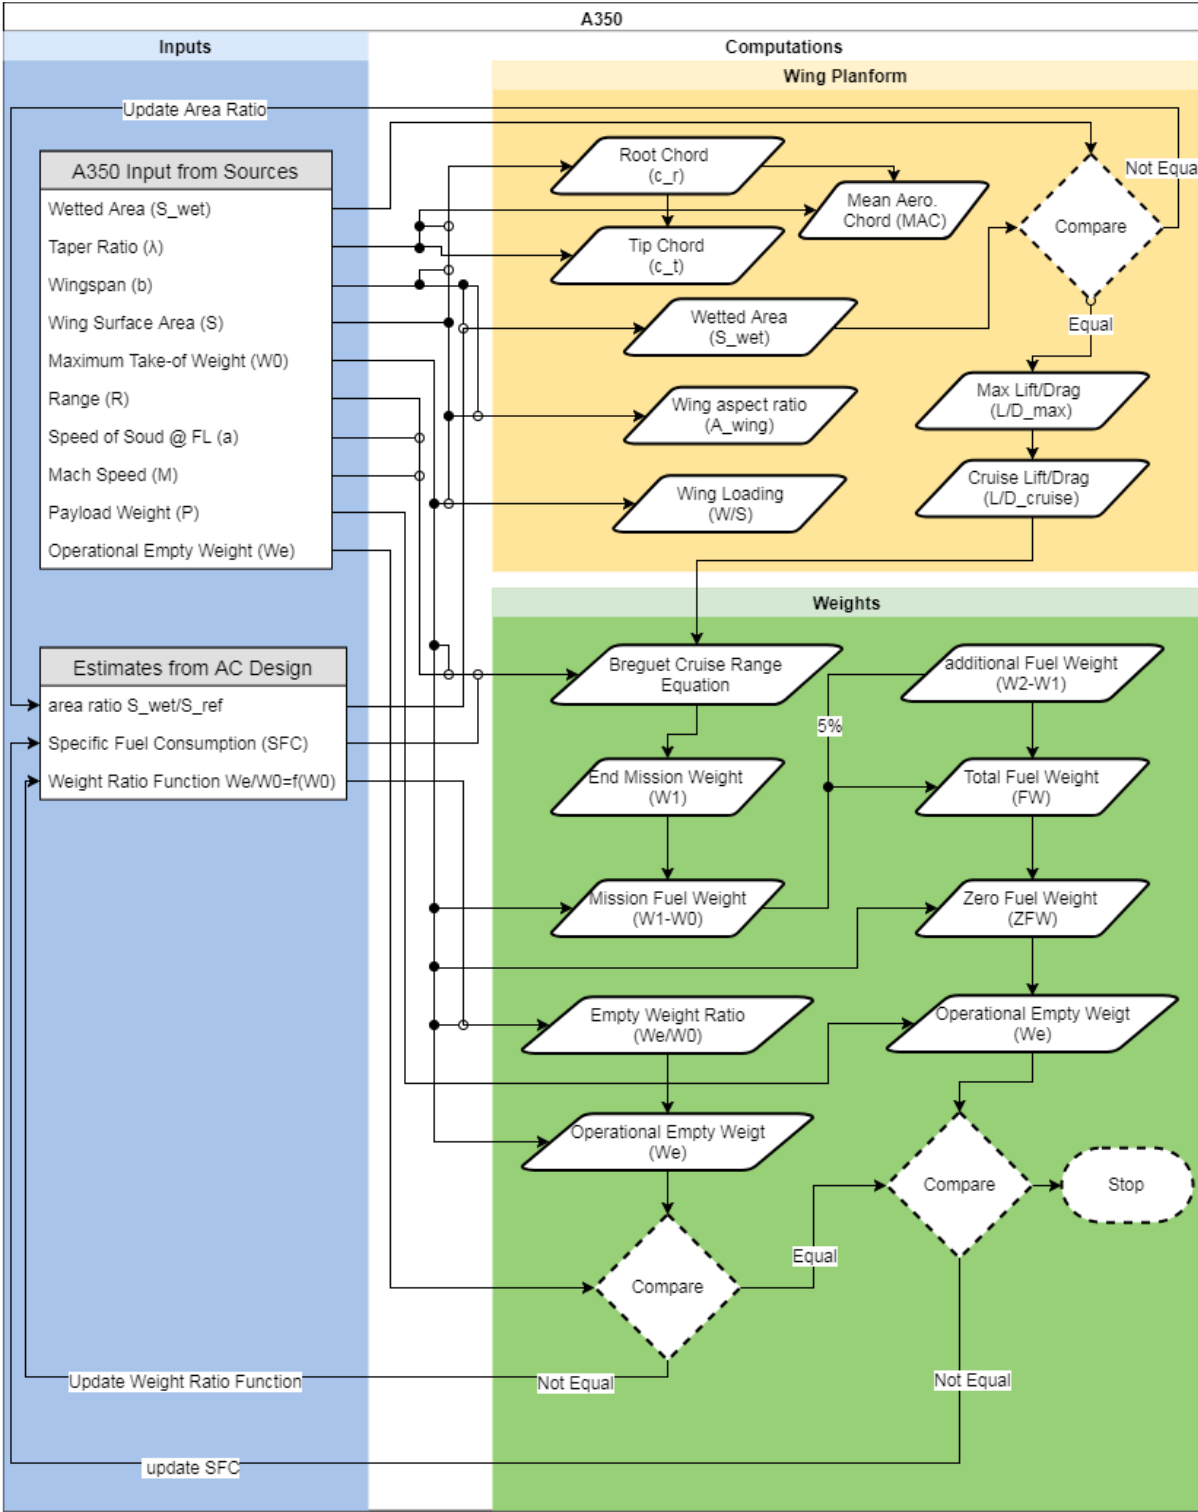 A350
Inputs
Computations
Wing Planform
Update Area Ratio
A350 Input from Sources
Wetted Area (S_wet)
Taper Ratio (λ)
Wingspan (b)
Wing Surface Area (S)
Maximum Take-of Weight (W0)
Range (R)
Speed of Soud @ FL (a)
Mach Speed (M)
Payload Weight (P)
Operational Empty Weight (We)
Root Chord
(c_r)
Mean Aero.
Chord (MAC)
Tip Chord
(c_t)
Wetted Area
(S_wet)
Wing aspect ratio
(A_wing)
Wing Loading
(W/S)
Compare
Not Equal
Equal
Max Lift/Drag
(L/D_max)
Cruise Lift/Drag
(L/D_cruise)
Weights
Estimates from AC Design
area ratio S_wet/S_ref
Specific Fuel Consumption (SFC)
Weight Ratio Function We/W0=f(W0)
Breguet Cruise Range
Equation
additional Fuel Weight
(W2-W1)
5%
End Mission Weight
(W1)
Total Fuel Weight
(FW)
Mission Fuel Weight
(W1-W0)
Zero Fuel Weight
(ZFW)
Empty Weight Ratio
(We/W0)
Operational Empty Weigt
(We)
Operational Empty Weigt
(We)
Compare
Stop
Equal
Compare
Update Weight Ratio Function
Not Equal
Not Equal
update SFC